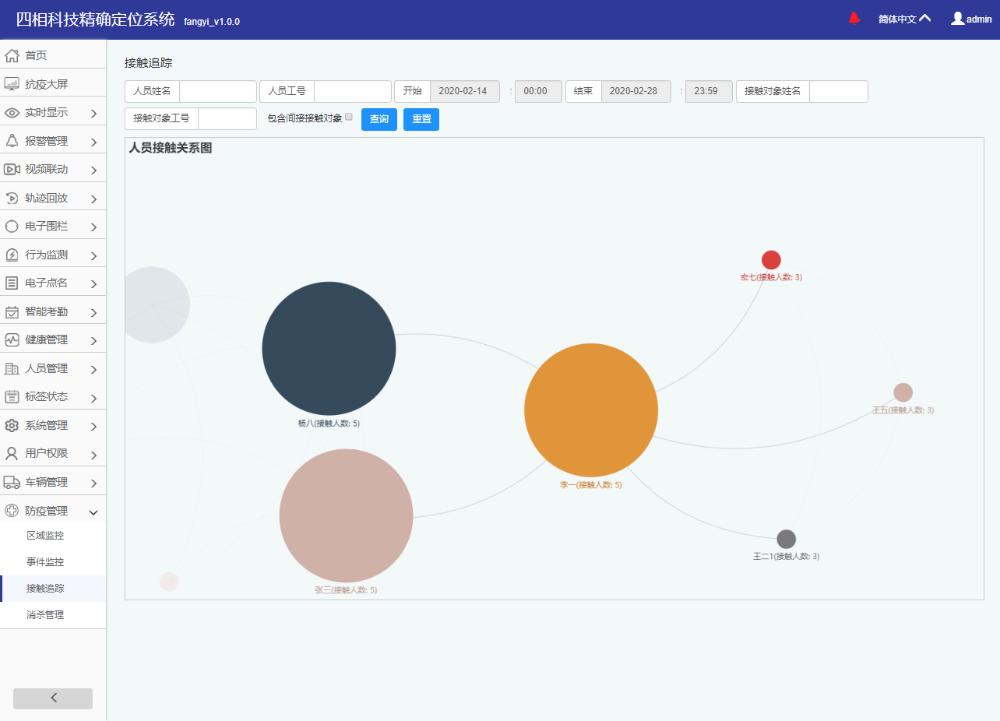 四相科技精确定位系统 fangyi_v1.0.0
简体中文 admin
首页
抗疫大屏
实时显示
报警管理
视频联动
轨迹回放
电子围栏
行为监测
电子点名
智能考勤
健康管理
人员管理
标签状态
系统管理
用户权限
车辆管理
防疫管理
区域监控
事件监控
接触追踪
消杀管理
接触追踪
人员姓名 人员工号 开始 2020-02-14 : 00:00 结束 2020-02-28 : 23:59 接触对象姓名
接触对象工号 包含间接接触对象 查询 重置
人员接触关系图
宏七(接触人数: 3)
王五(接触人数: 3)
杨八(接触人数: 5)
李一(接触人数: 5)
王二1(接触人数: 3)
张三(接触人数: 5)